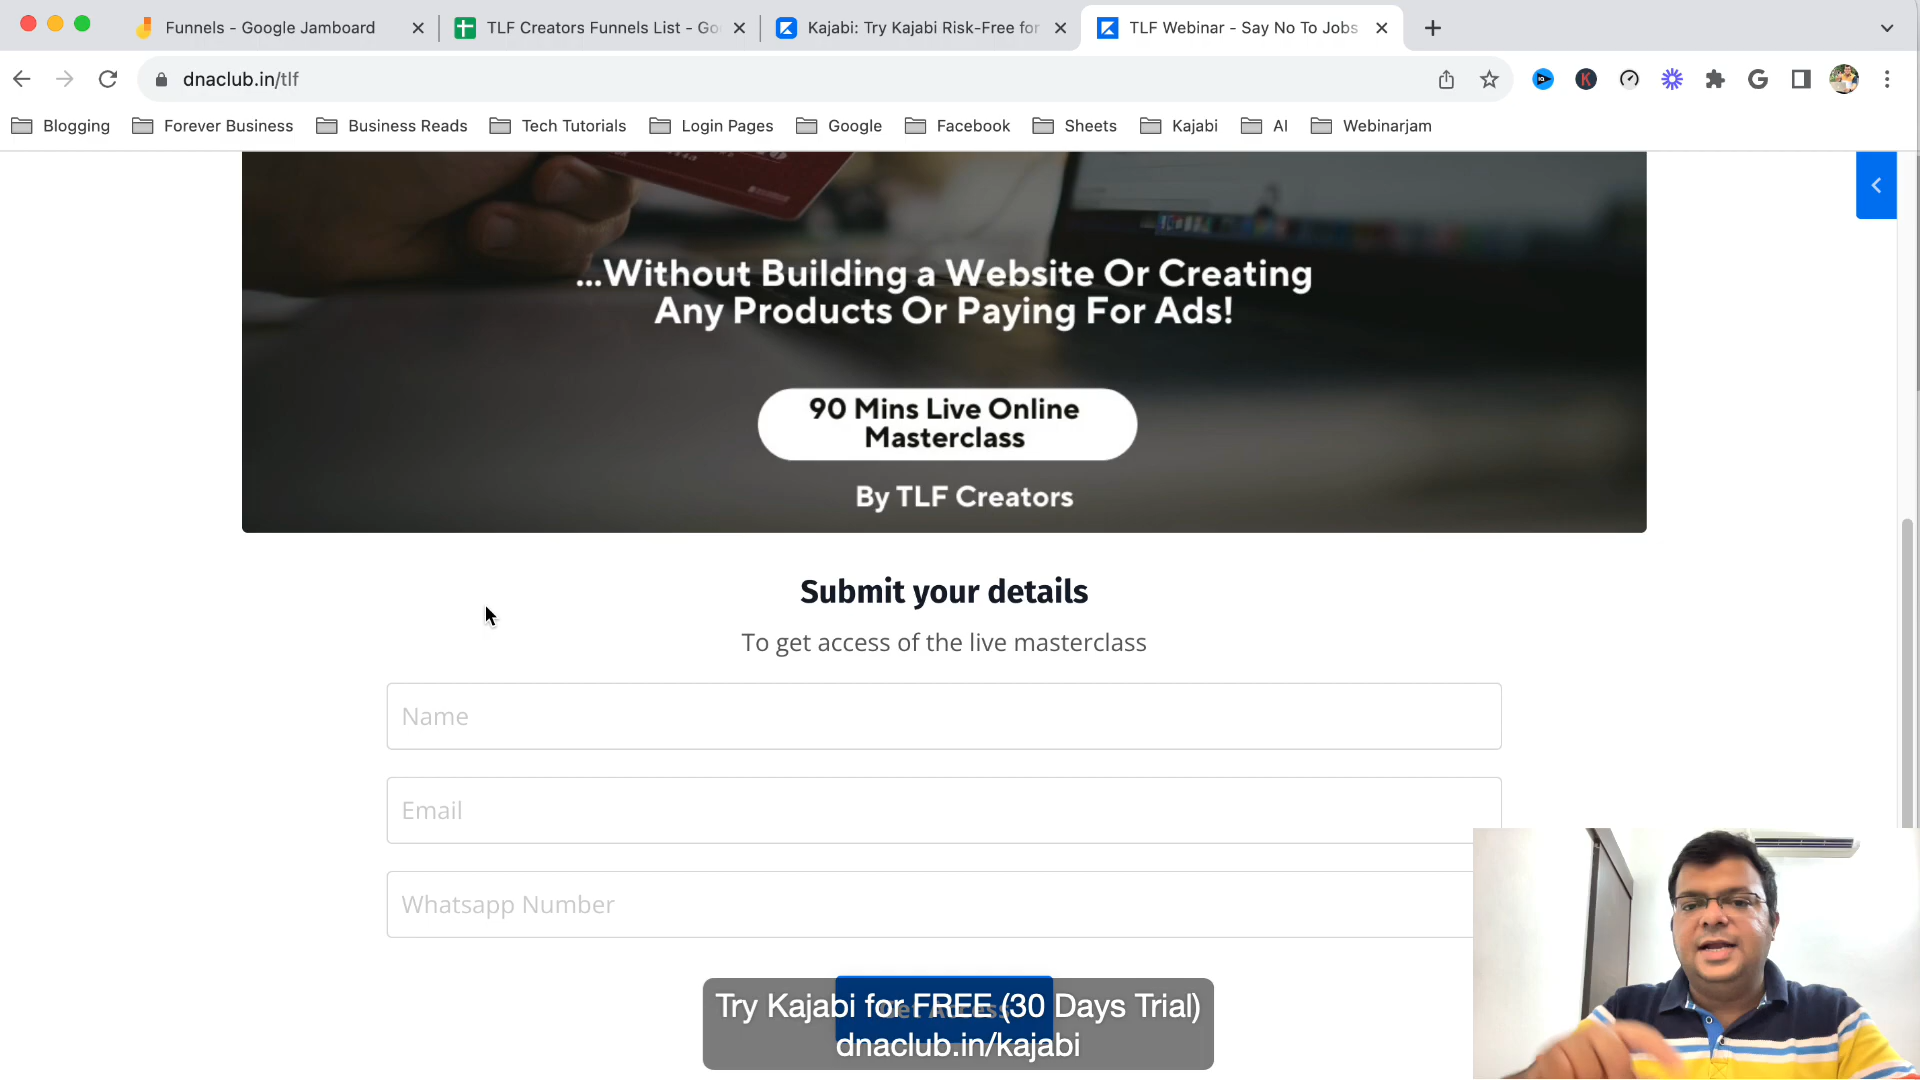 Funnels - Google Jamboard
TLF Creators Funnels List - Go
Kajabi: Try Kajabi Risk-Free for
TLF Webinar - Say No To Jobs
dnaclub.in/tlf
Blogging
Forever Business
Business Reads
Tech Tutorials
Login Pages
Google
Facebook
Sheets
Kajabi
AI
Webinarjam
...Without Building a Website Or Creating
Any Products Or Paying For Ads!
90 Mins Live Online
Masterclass
By TLF Creators
Submit your details
To get access of the live masterclass
Name
Email
Whatsapp Number
Get Access
Try Kajabi for FREE (30 Days Trial)
dnaclub.in/kajabi